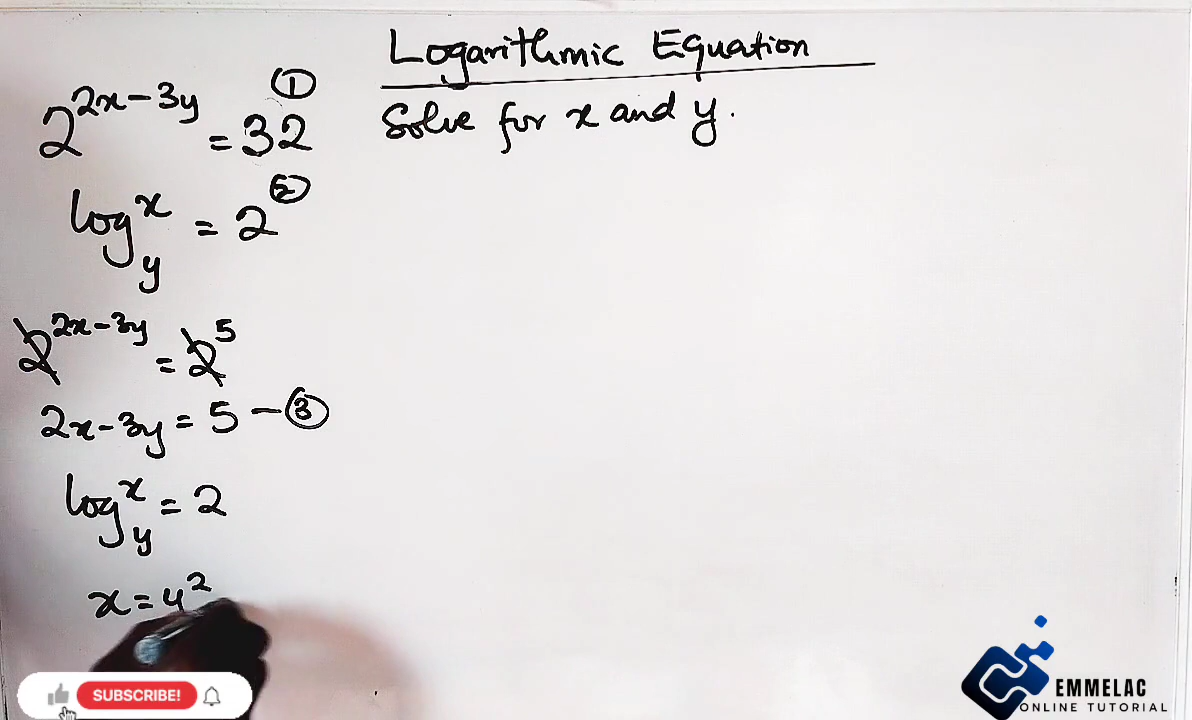 Logarithmic Equation
Solve for x and y.
2^{2x-3y} = 32 ①
log_y^x = 2 ②
2^{2x-3y} = 2^5
2x-3y = 5 – ③
log_y^x = 2
x = y^2
SUBSCRIBE!
EMMELAC
ONLINE TUTORIAL